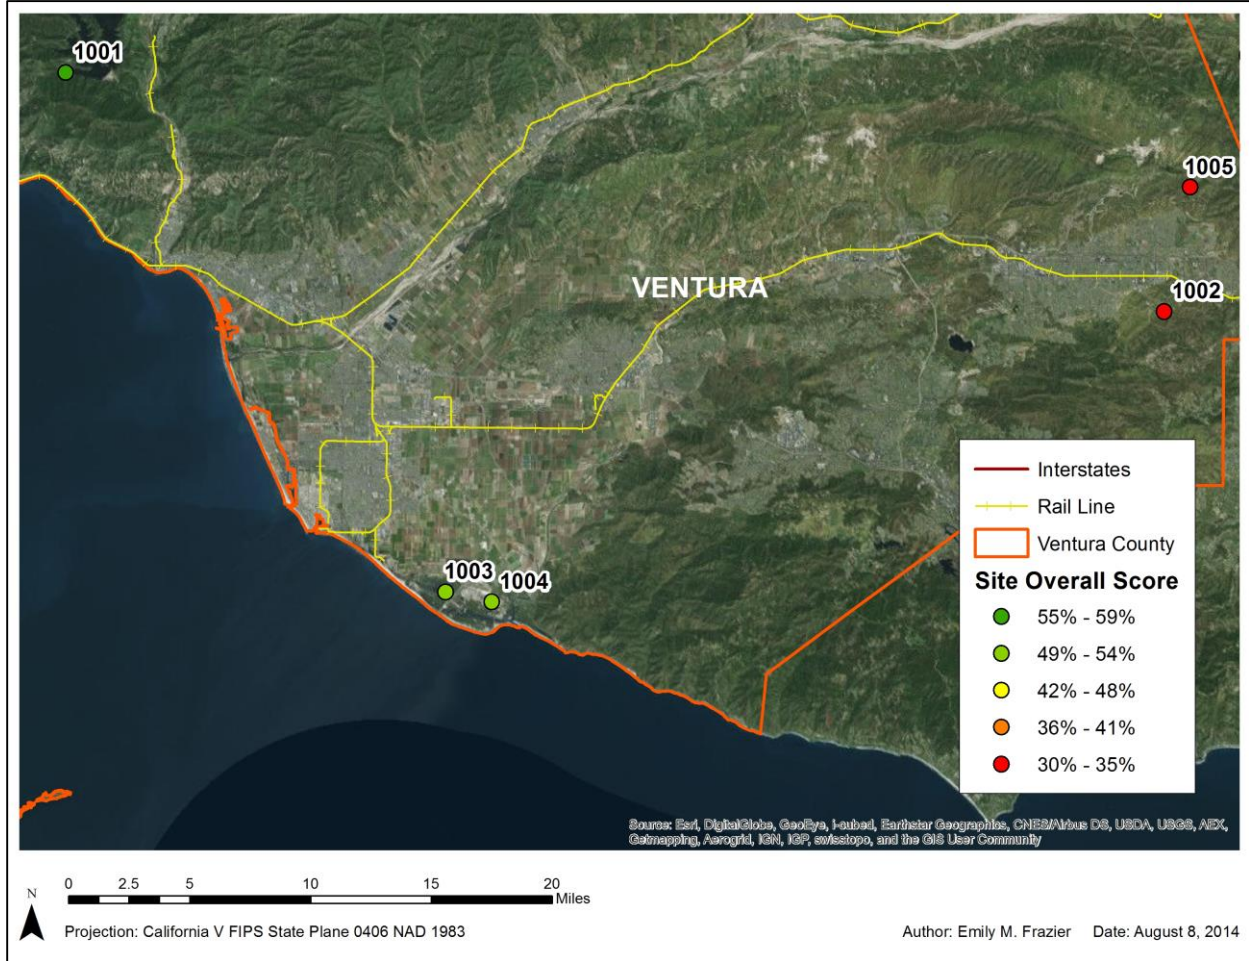 1001
1005
VENTURA
1002
Interstates
Rail Line
Ventura County
Site Overall Score
55% - 59%
49% - 54%
42% - 48%
36% - 41%
30% - 35%
1003
1004
Source: Esri, DigitalGlobe, GeoEye, i-cubed, Earthstar Geographics, CNES/Airbus DS, USDA, USGS, AEX,
Getmapping, Aerogrid, IGN, IGP, swisstopo, and the GIS User Community
0 2.5 5 10 15 20
Miles
N
Projection: California V FIPS State Plane 0406 NAD 1983
Author: Emily M. Frazier Date: August 8, 2014